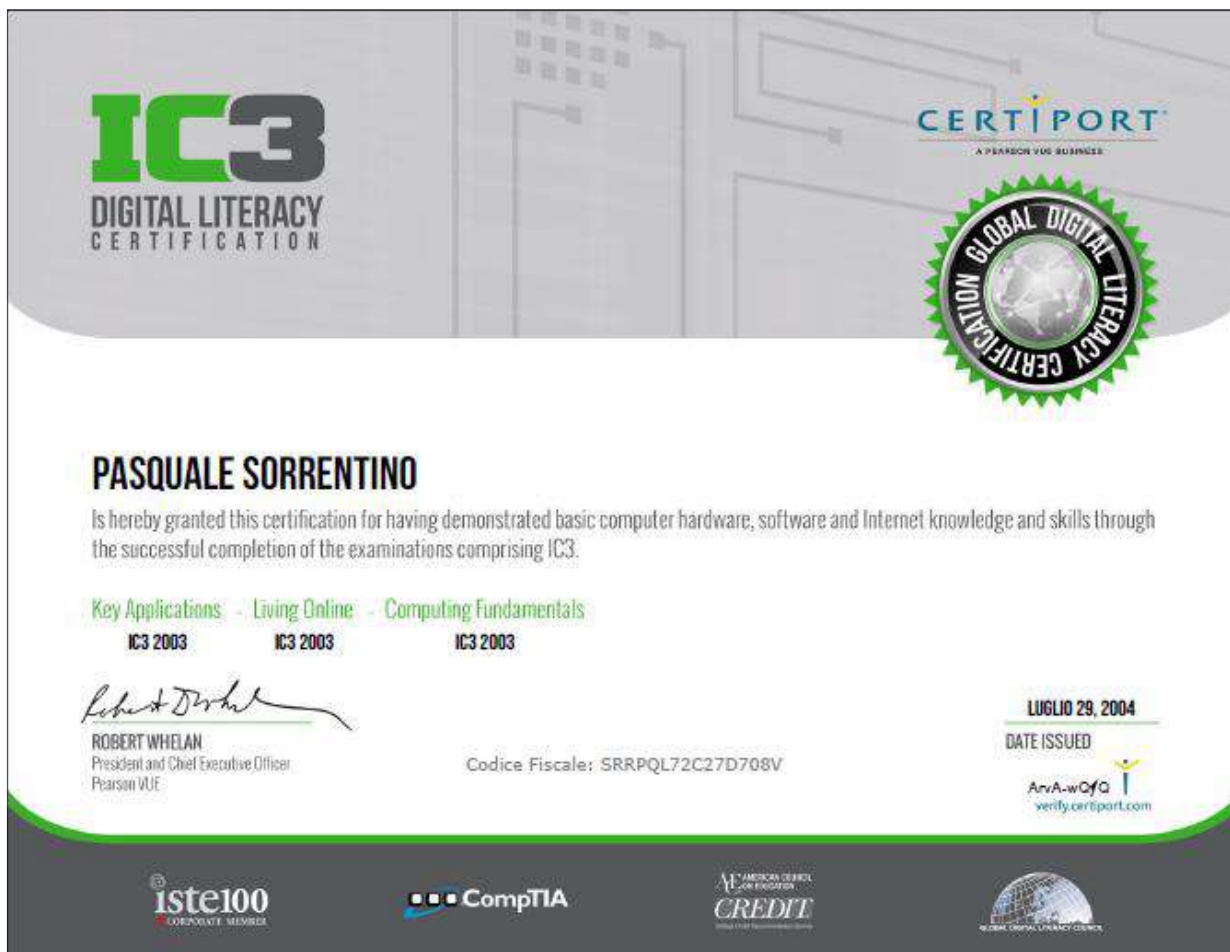 IC3
DIGITAL LITERACY
CERTIFICATION
CERTIPORT
A PEARSON VUE BUSINESS
GLOBAL DIGITAL LITERACY CERTIFICATION
PASQUALE SORRENTINO
Is hereby granted this certification for having demonstrated basic computer hardware, software and Internet knowledge and skills through
the successful completion of the examinations comprising IC3.
Key Applications - Living Online - Computing Fundamentals
IC3 2003 IC3 2003 IC3 2003
ROBERT WHELAN
President and Chief Executive Officer
Pearson VUE
Codice Fiscale: SRRPQL72C27D708V
LUGLIO 29, 2004
DATE ISSUED
ArvA-wQfQ
verify.certiport.com
iste100
CORPORATE MEMBER
CompTIA
AMERICAN COUNCIL
ON EDUCATION
CREDIT
GLOBAL DIGITAL LITERACY COUNCIL